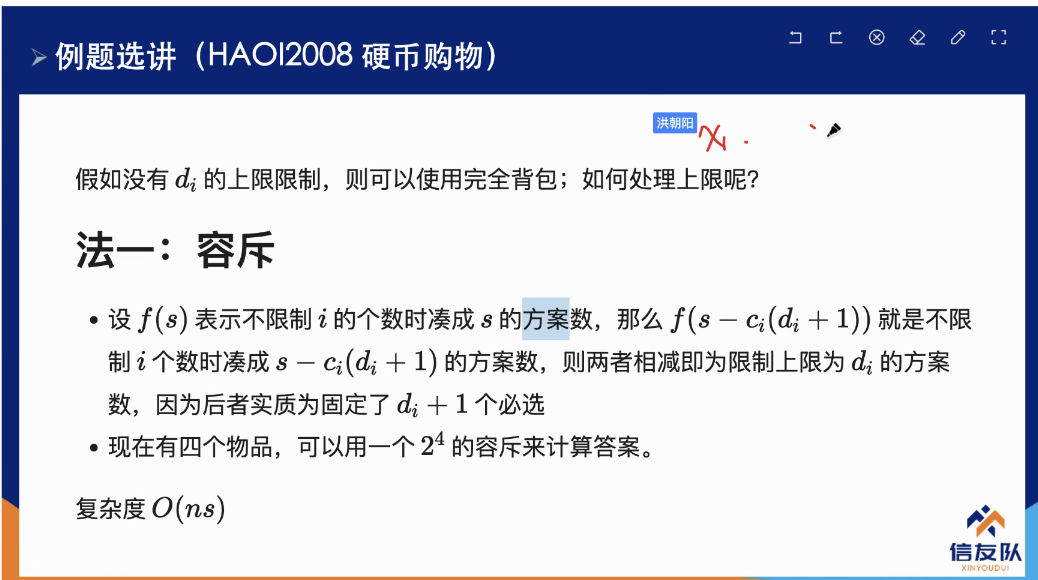 例题选讲（HAOI2008 硬币购物）
洪朝阳
假如没有 $d_i$ 的上限限制，则可以使用完全背包；如何处理上限呢？
法一：容斥
• 设 $f(s)$ 表示不限制 $i$ 的个数时凑成 $s$ 的方案数，那么 $f(s - c_i(d_i + 1))$ 就是不限
制 $i$ 个数时凑成 $s - c_i(d_i + 1)$ 的方案数，则两者相减即为限制上限为 $d_i$ 的方案
数，因为后者实质为固定了 $d_i + 1$ 个必选
• 现在有四个物品，可以用一个 $2^4$ 的容斥来计算答案。
复杂度 $O(ns)$
信友队
XINYOUDUI